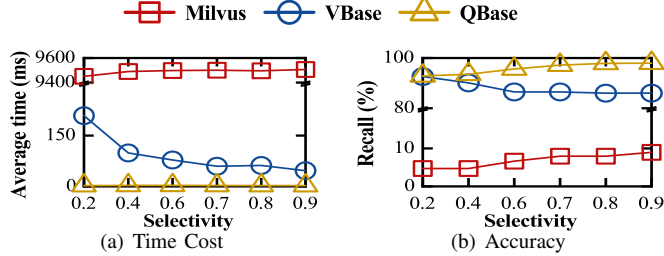 Milvus VBase QBase
Average time (ms)
9600
9400
150
0
0.2 0.4 0.6 0.7 0.8 0.9
Selectivity
(a) Time Cost
Recall (%)
100
80
10
0
0.2 0.4 0.6 0.7 0.8 0.9
Selectivity
(b) Accuracy